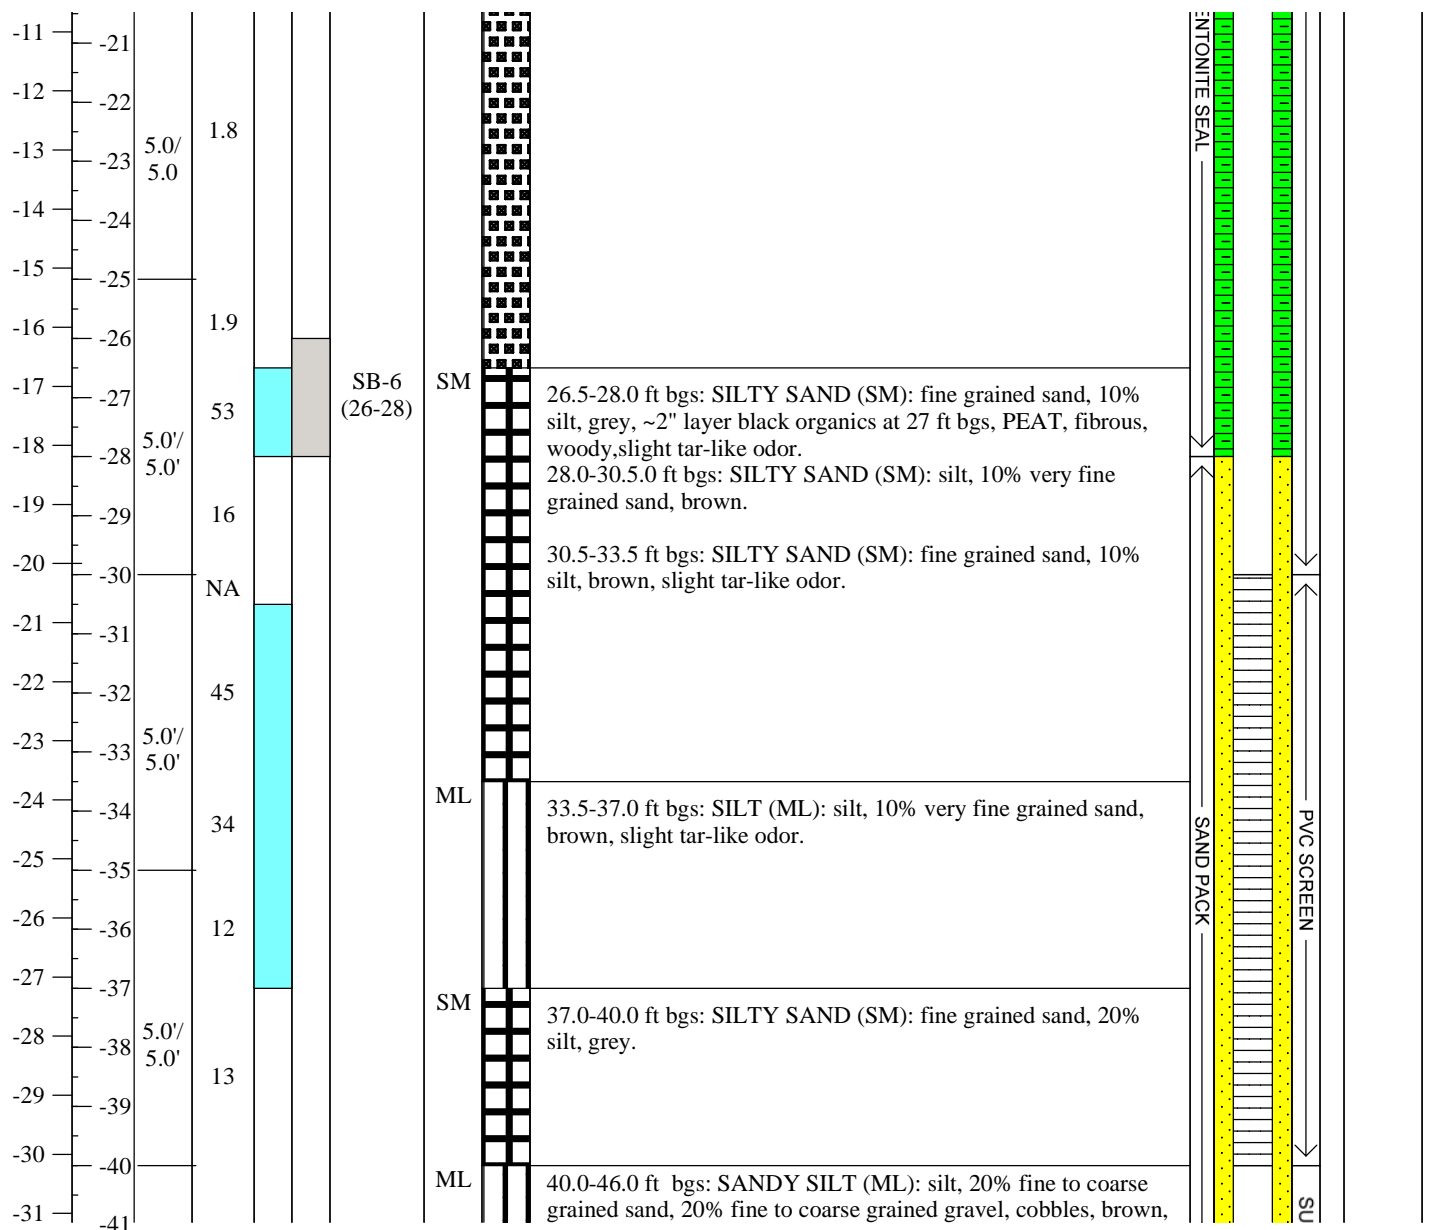 -11
-12
-13
-14
-15
-16
-17
-18
-19
-20
-21
-22
-23
-24
-25
-26
-27
-28
-29
-30
-31
-21
-22
-23
-24
-25
-26
-27
-28
-29
-30
-31
-32
-33
-34
-35
-36
-37
-38
-39
-40
-41
5.0/
5.0
5.0'/
5.0'
5.0'/
5.0'
5.0'/
5.0'
1.8
1.9
53
16
NA
45
34
12
13
SB-6
(26-28)
SM
ML
SM
ML
26.5-28.0 ft bgs: SILTY SAND (SM): fine grained sand, 10%
silt, grey, ~2" layer black organics at 27 ft bgs, PEAT, fibrous,
woody,slight tar-like odor.
28.0-30.5.0 ft bgs: SILTY SAND (SM): silt, 10% very fine
grained sand, brown.
30.5-33.5 ft bgs: SILTY SAND (SM): fine grained sand, 10%
silt, brown, slight tar-like odor.
33.5-37.0 ft bgs: SILT (ML): silt, 10% very fine grained sand,
brown, slight tar-like odor.
37.0-40.0 ft bgs: SILTY SAND (SM): fine grained sand, 20%
silt, grey.
40.0-46.0 ft  bgs: SANDY SILT (ML): silt, 20% fine to coarse
grained sand, 20% fine to coarse grained gravel, cobbles, brown,
ENTONITE SEAL
SAND PACK
PVC SCREEN
SU